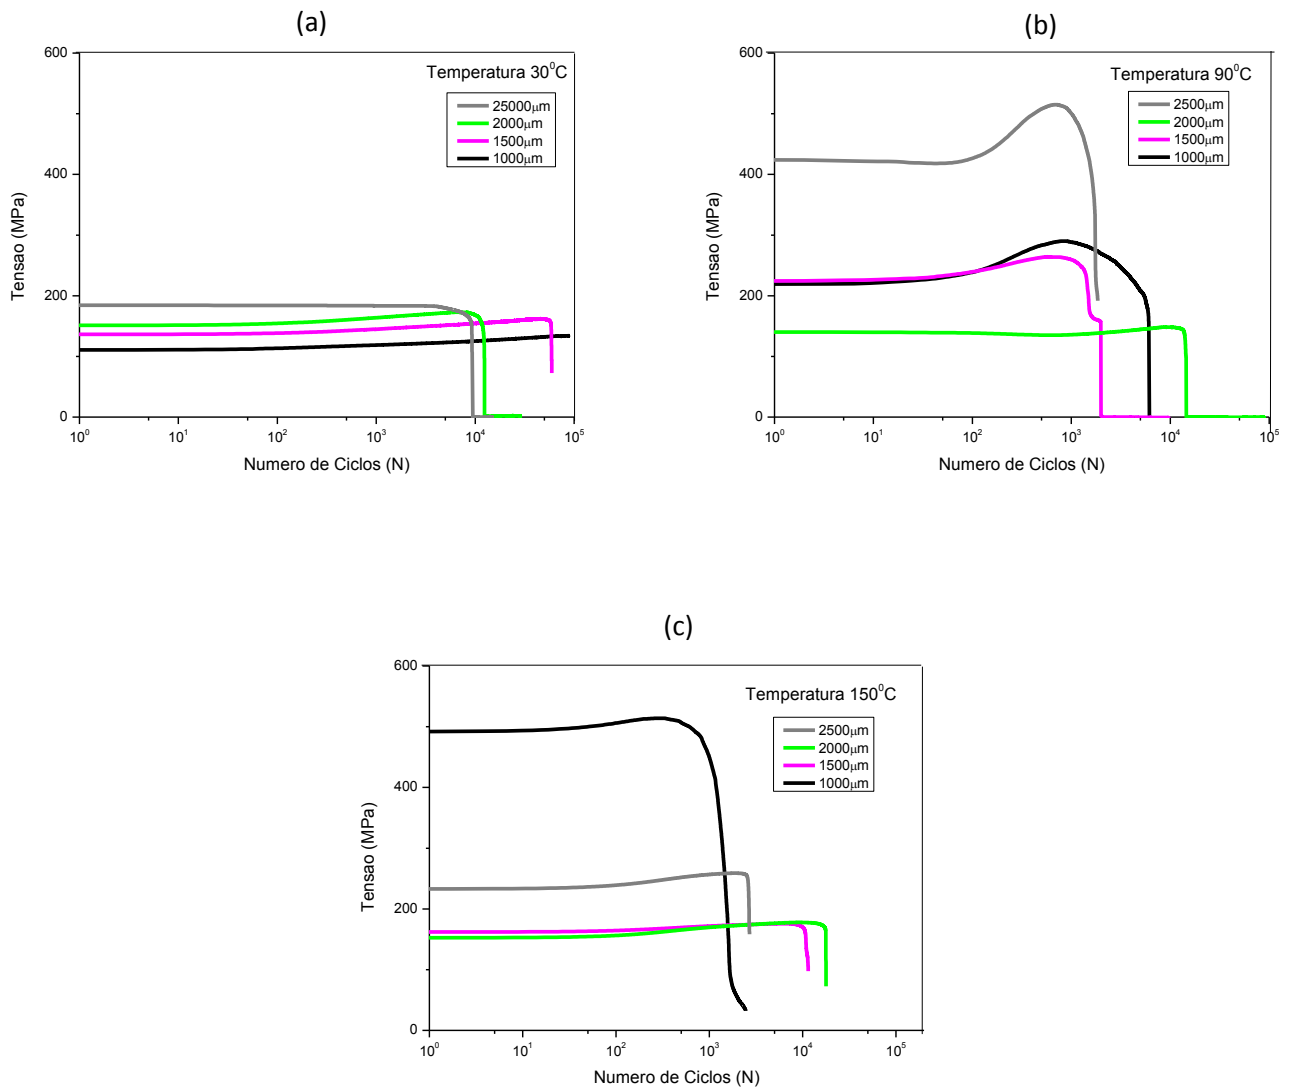 (a)
Temperatura 30⁰C
25000μm
2000μm
1500μm
1000μm
600
400
200
0
Tensao (MPa)
10⁰ 10¹ 10² 10³ 10⁴ 10⁵
Numero de Ciclos (N)
(b)
Temperatura 90⁰C
2500μm
2000μm
1500μm
1000μm
600
400
200
0
Tensao (MPa)
10⁰ 10¹ 10² 10³ 10⁴ 10⁵
Numero de Ciclos (N)
(c)
Temperatura 150⁰C
2500μm
2000μm
1500μm
1000μm
600
400
200
0
Tensao (MPa)
10⁰ 10¹ 10² 10³ 10⁴ 10⁵
Numero de Ciclos (N)